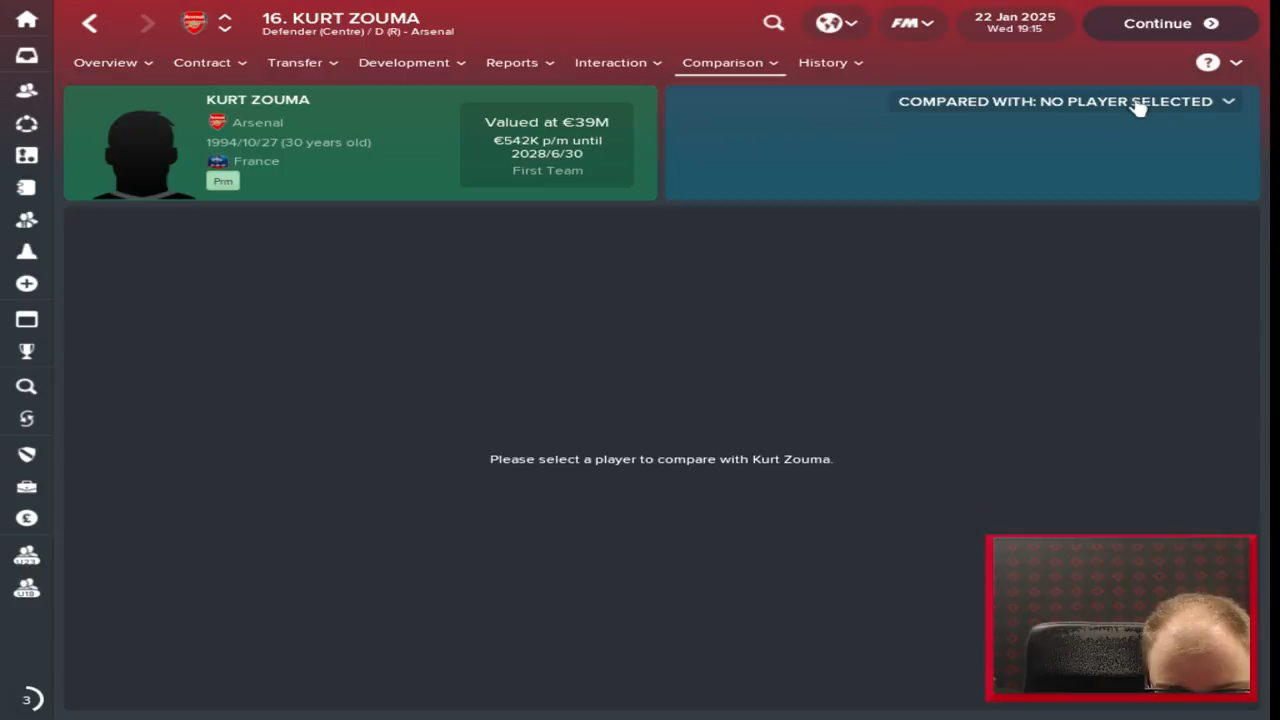 16. KURT ZOUMA
Defender (Centre) / D (R) - Arsenal
FM
22 Jan 2025
Wed 19:15
Continue
Overview
Contract
Transfer
Development
Reports
Interaction
Comparison
History
?
KURT ZOUMA
Arsenal
1994/10/27 (30 years old)
France
Prm
Valued at €39M
€542K p/m until
2028/6/30
First Team
COMPARED WITH: NO PLAYER SELECTED
Please select a player to compare with Kurt Zouma.
U23
U18
3